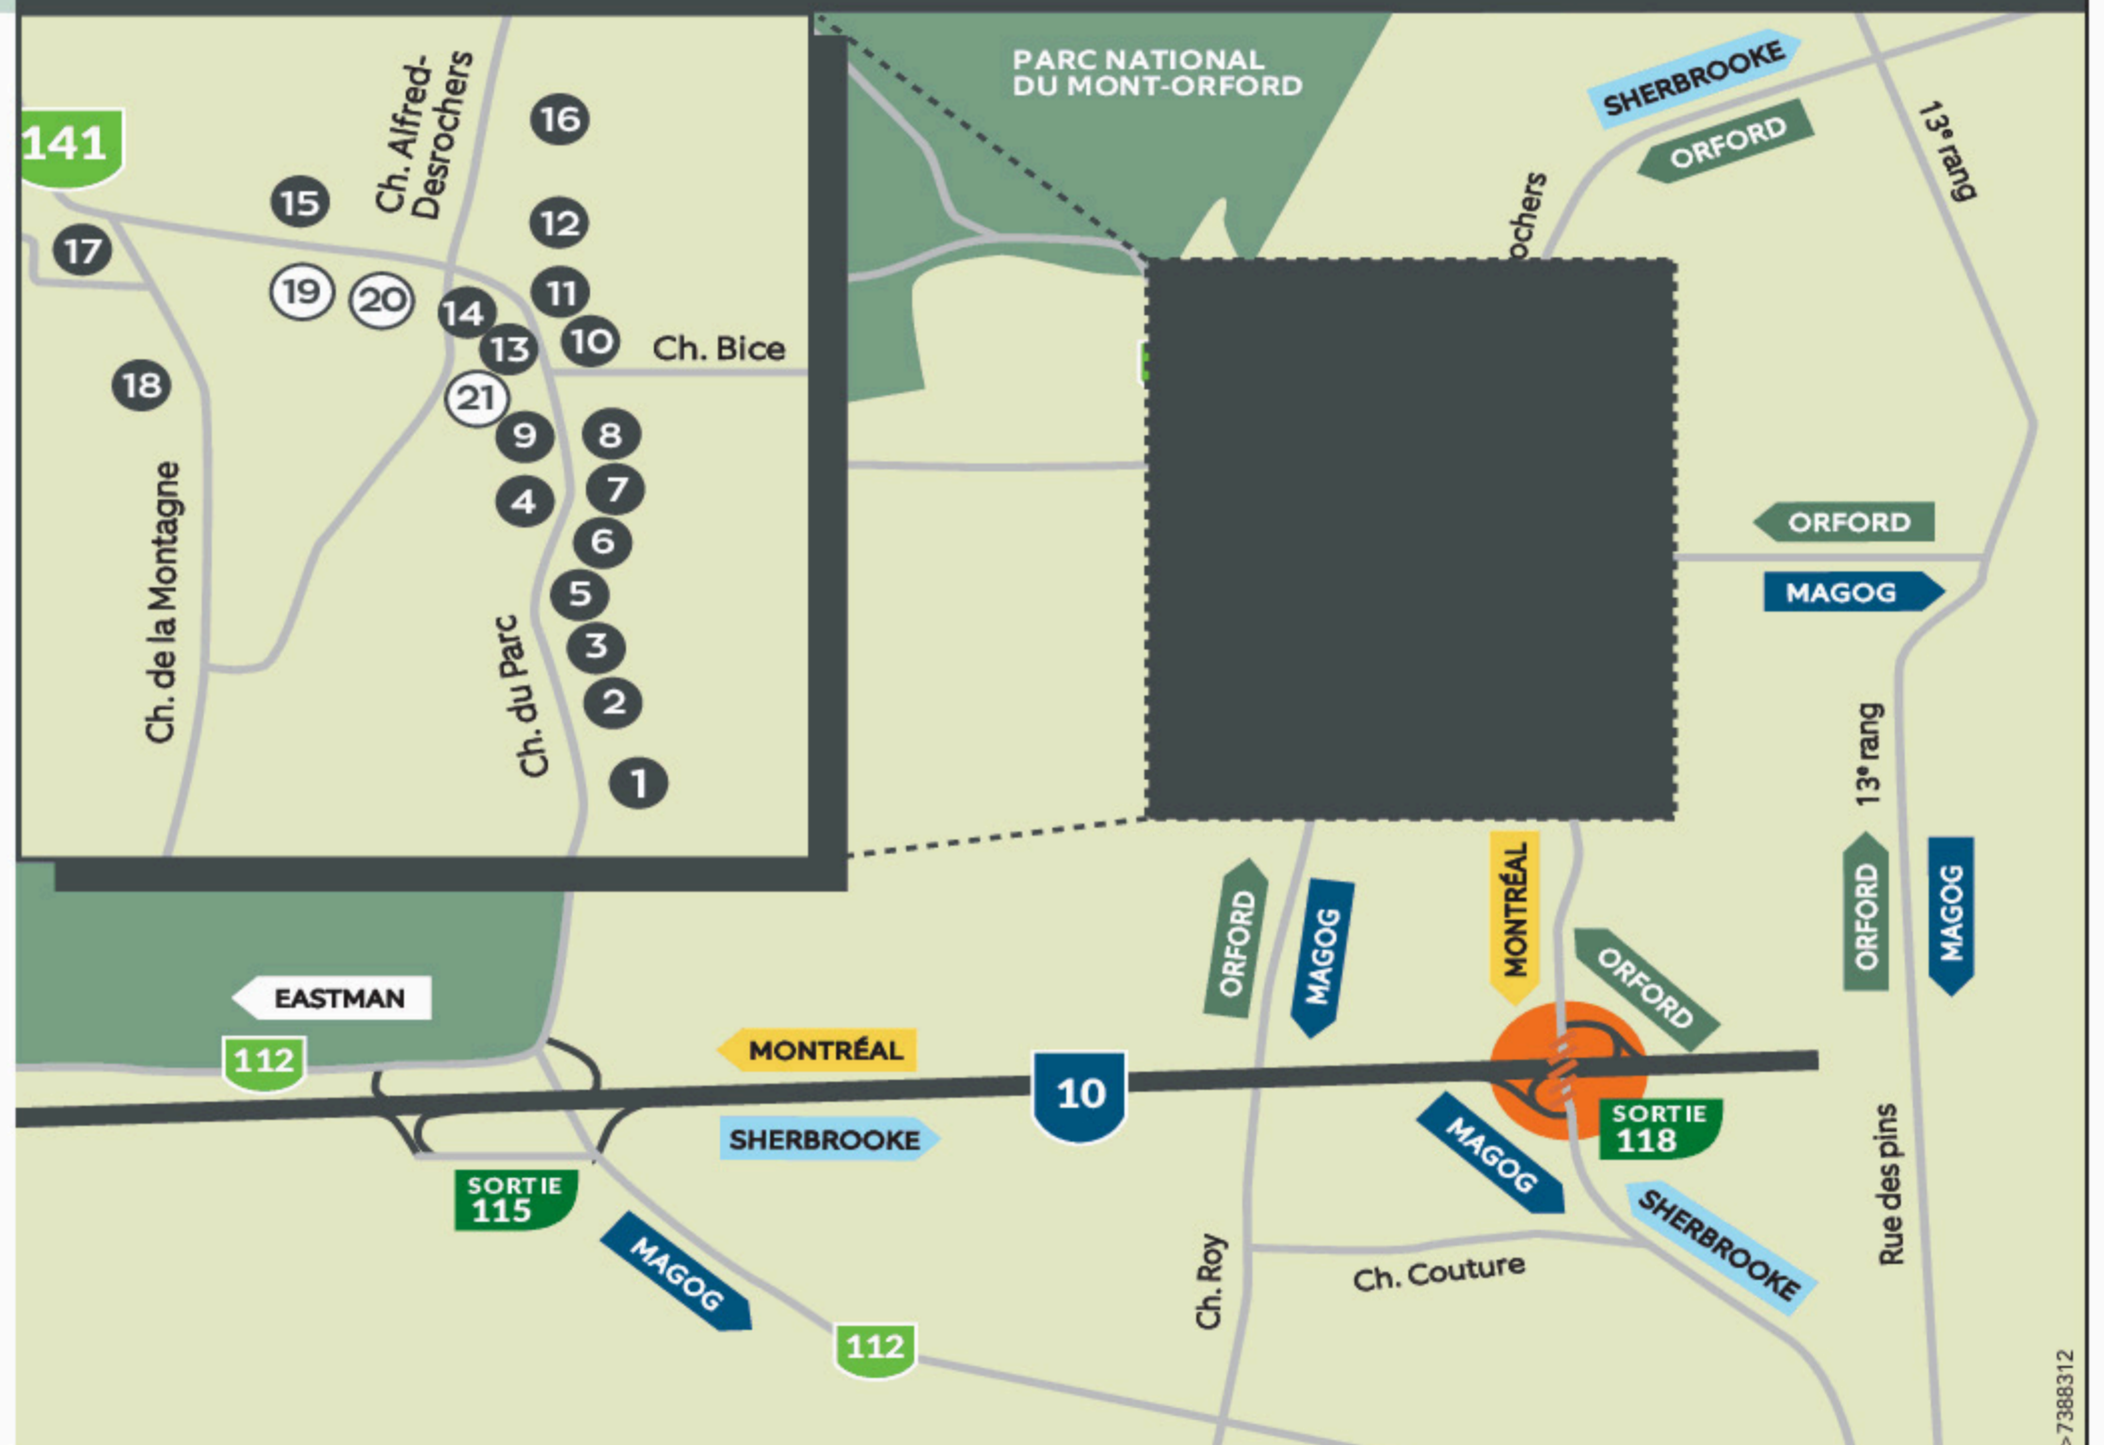 PARC NATIONAL
DU MONT-ORFORD
141
Ch. Alfred-
Desrochers
16
15
12
17
19
20
11
14
13
10
Ch. Bice
18
21
9
8
4
7
6
5
3
2
1
Ch. de la Montagne
Ch. du Parc
SHERBROOKE
ORFORD
13e rang
ochers
ORFORD
MAGOG
13e rang
ORFORD
MAGOG
MONTRÉAL
ORFORD
MAGOG
ORFORD
EASTMAN
112
MONTRÉAL
10
SHERBROOKE
SORTIE
115
MAGOG
112
SORTIE
118
MAGOG
SHERBROOKE
Ch. Roy
Ch. Couture
Rue des pins
>7388312